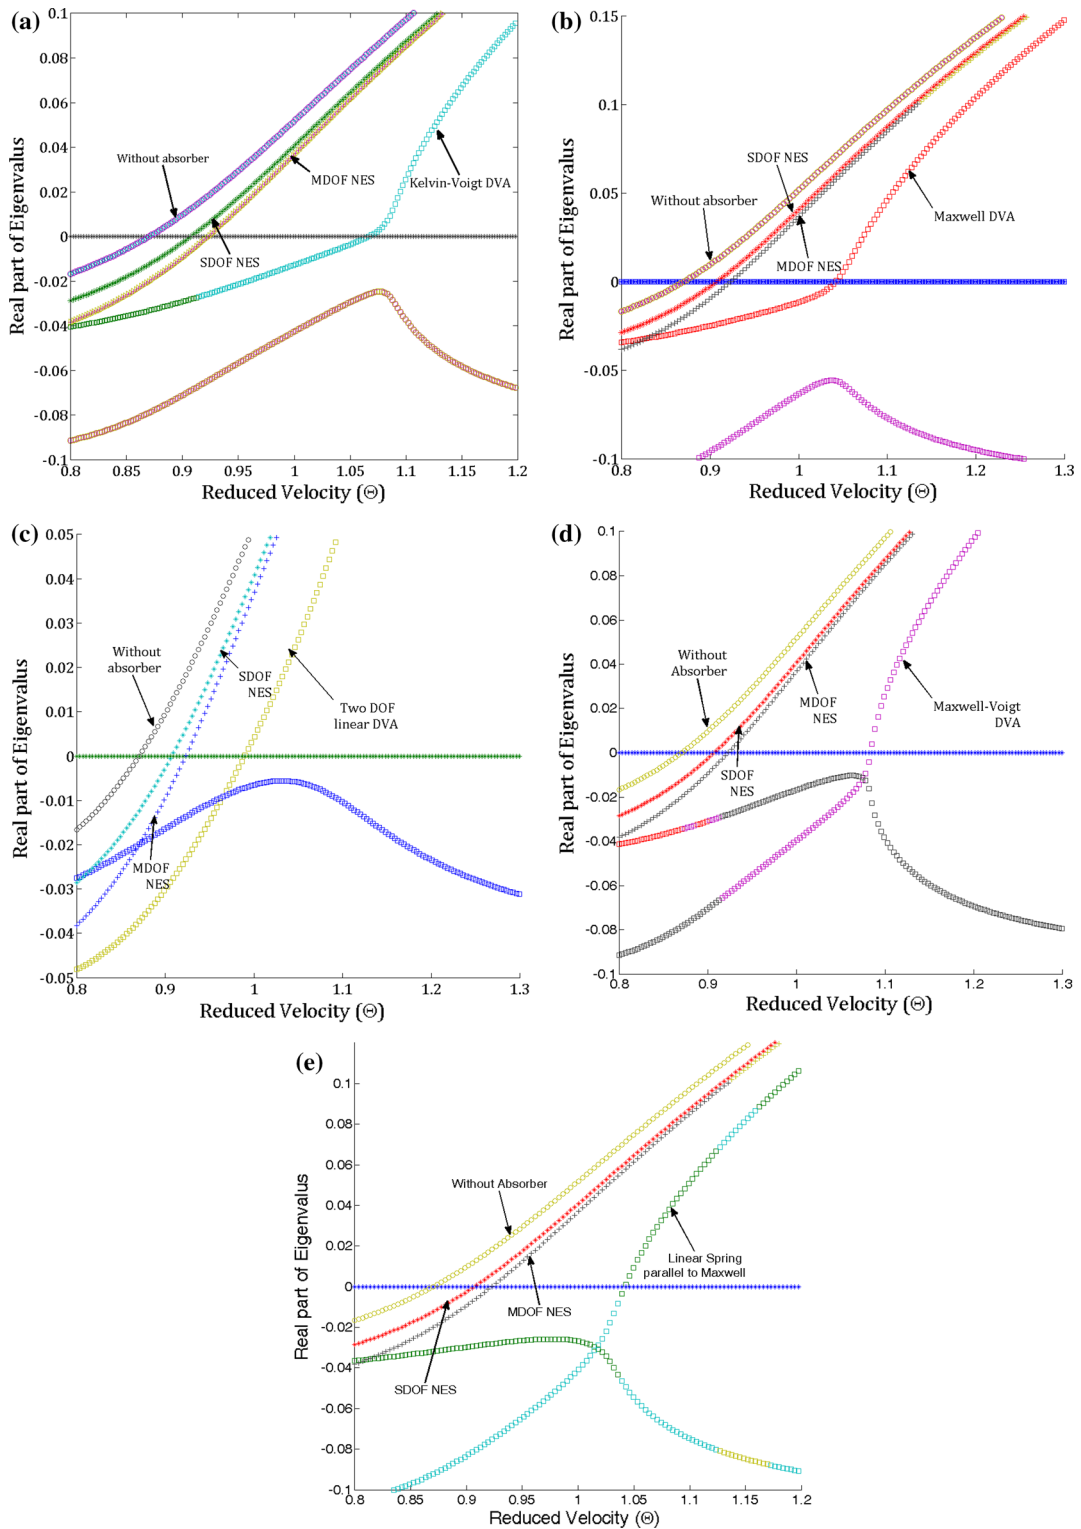 (a)
0.1
0.08
0.06
0.04
0.02
0
-0.02
-0.04
-0.06
-0.08
-0.1
Real part of Eigenvalus
Without absorber
MDOF NES
Kelvin-Voigt DVA
SDOF NES
0.8
0.85
0.9
0.95
1
1.05
1.1
1.15
1.2
Reduced Velocity (Θ)
(b)
0.15
0.1
0.05
0
-0.05
-0.1
Real part of Eigenvalus
SDOF NES
Without absorber
Maxwell DVA
MDOF NES
0.8
0.9
1
1.1
1.2
1.3
Reduced Velocity (Θ)
(c)
0.05
0.04
0.03
0.02
0.01
0
-0.01
-0.02
-0.03
-0.04
-0.05
Real part of Eigenvalus
Without
absorber
SDOF
NES
Two DOF
linear DVA
MDOF
NES
0.8
0.9
1
1.1
1.2
1.3
Reduced Velocity (Θ)
(d)
0.1
0.08
0.06
0.04
0.02
0
-0.02
-0.04
-0.06
-0.08
-0.1
Real part of Eigenvalus
Without
Absorber
MDOF
NES
Maxwell-Voigt
DVA
SDOF
NES
0.8
0.9
1
1.1
1.2
1.3
Reduced Velocity (Θ)
(e)
0.1
0.08
0.06
0.04
0.02
0
-0.02
-0.04
-0.06
-0.08
-0.1
Real part of Eigenvalus
Without Absorber
Linear Spring
parallel to Maxwell
MDOF NES
SDOF NES
0.8
0.85
0.9
0.95
1
1.05
1.1
1.15
1.2
Reduced Velocity (Θ)